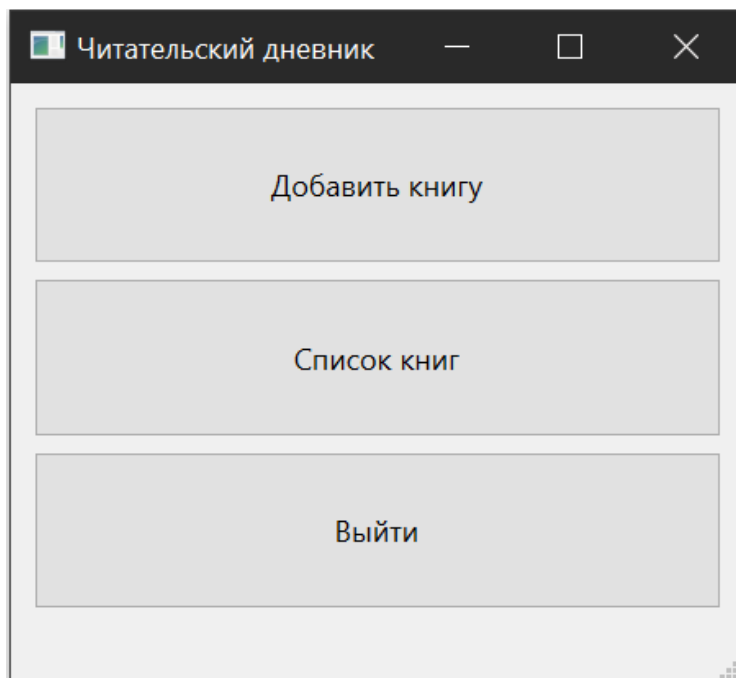 Читательский дневник
Добавить книгу
Список книг
Выйти